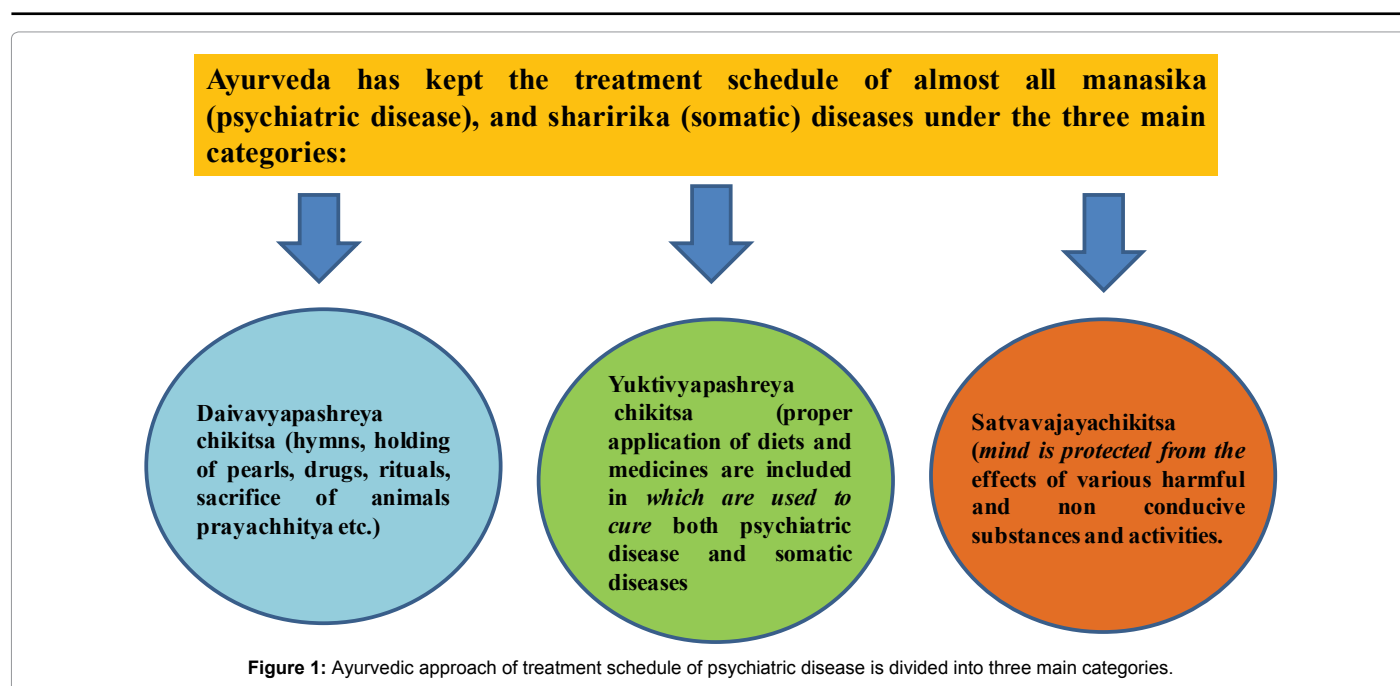 Ayurveda has kept the treatment schedule of almost all manasika
(psychiatric disease), and sharirika (somatic) diseases under the three main
categories:
Daivavyapashreya
chikitsa (hymns, holding
of pearls, drugs, rituals,
sacrifice of animals
prayachhitya etc.)
Yuktivyapashreya
chikitsa (proper
application of diets and
medicines are included
in which are used to
cure both psychiatric
disease and somatic
diseases
Satvavajayachikitsa
(mind is protected from the
effects of various harmful
and non conducive
substances and activities.
Figure 1: Ayurvedic approach of treatment schedule of psychiatric disease is divided into three main categories.